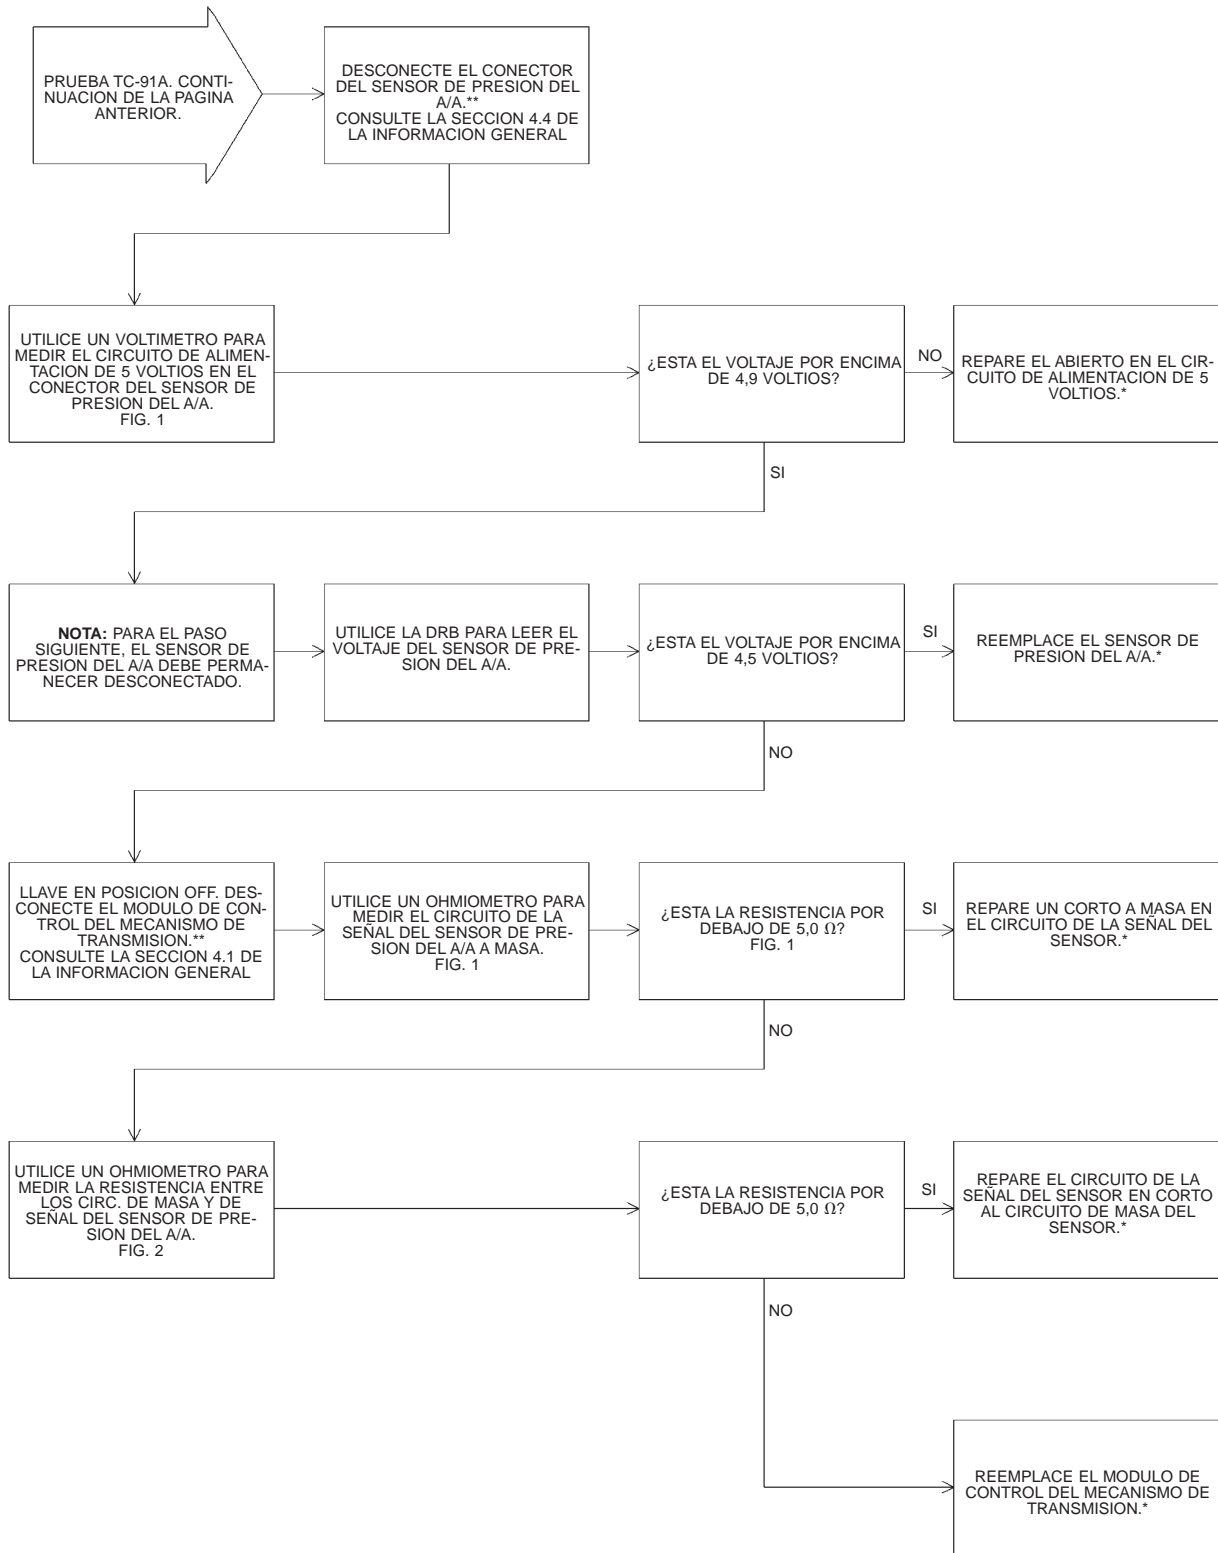 PRUEBA TC-91A. CONTI-
NUACION DE LA PAGINA
ANTERIOR.
DESCONECTE EL CONECTOR
DEL SENSOR DE PRESION DEL
A/A.**
CONSULTE LA SECCION 4.4 DE
LA INFORMACION GENERAL
UTILICE UN VOLTIMETRO PARA
MEDIR EL CIRCUITO DE ALIMEN-
TACION DE 5 VOLTIOS EN EL
CONECTOR DEL SENSOR DE
PRESION DEL A/A.
FIG. 1
¿ESTA EL VOLTAJE POR ENCIMA
DE 4,9 VOLTIOS?
NO
REPARE EL ABIERTO EN EL CIR-
CUITO DE ALIMENTACION DE 5
VOLTIOS.*
SI
NOTA: PARA EL PASO
SIGUIENTE, EL SENSOR DE
PRESION DEL A/A DEBE PERMA-
NECER DESCONECTADO.
UTILICE LA DRB PARA LEER EL
VOLTAJE DEL SENSOR DE PRE-
SION DEL A/A.
¿ESTA EL VOLTAJE POR ENCIMA
DE 4,5 VOLTIOS?
SI
REEMPLACE EL SENSOR DE
PRESION DEL A/A.*
NO
LLAVE EN POSICION OFF. DES-
CONECTE EL MODULO DE CON-
TROL DEL MECANISMO DE
TRANSMISION.**
CONSULTE LA SECCION 4.1 DE
LA INFORMACION GENERAL
UTILICE UN OHMIOMETRO PARA
MEDIR EL CIRCUITO DE LA
SEÑAL DEL SENSOR DE PRE-
SION DEL A/A A MASA.
FIG. 1
¿ESTA LA RESISTENCIA POR
DEBAJO DE 5,0 Ω?
FIG. 1
SI
REPARE UN CORTO A MASA EN
EL CIRCUITO DE LA SEÑAL DEL
SENSOR.*
NO
UTILICE UN OHMIOMETRO PARA
MEDIR LA RESISTENCIA ENTRE
LOS CIRC. DE MASA Y DE
SEÑAL DEL SENSOR DE PRE-
SION DEL A/A.
FIG. 2
¿ESTA LA RESISTENCIA POR
DEBAJO DE 5,0 Ω?
SI
REPARE EL CIRCUITO DE LA
SEÑAL DEL SENSOR EN CORTO
AL CIRCUITO DE MASA DEL
SENSOR.*
NO
REEMPLACE EL MODULO DE
CONTROL DEL MECANISMO DE
TRANSMISION.*